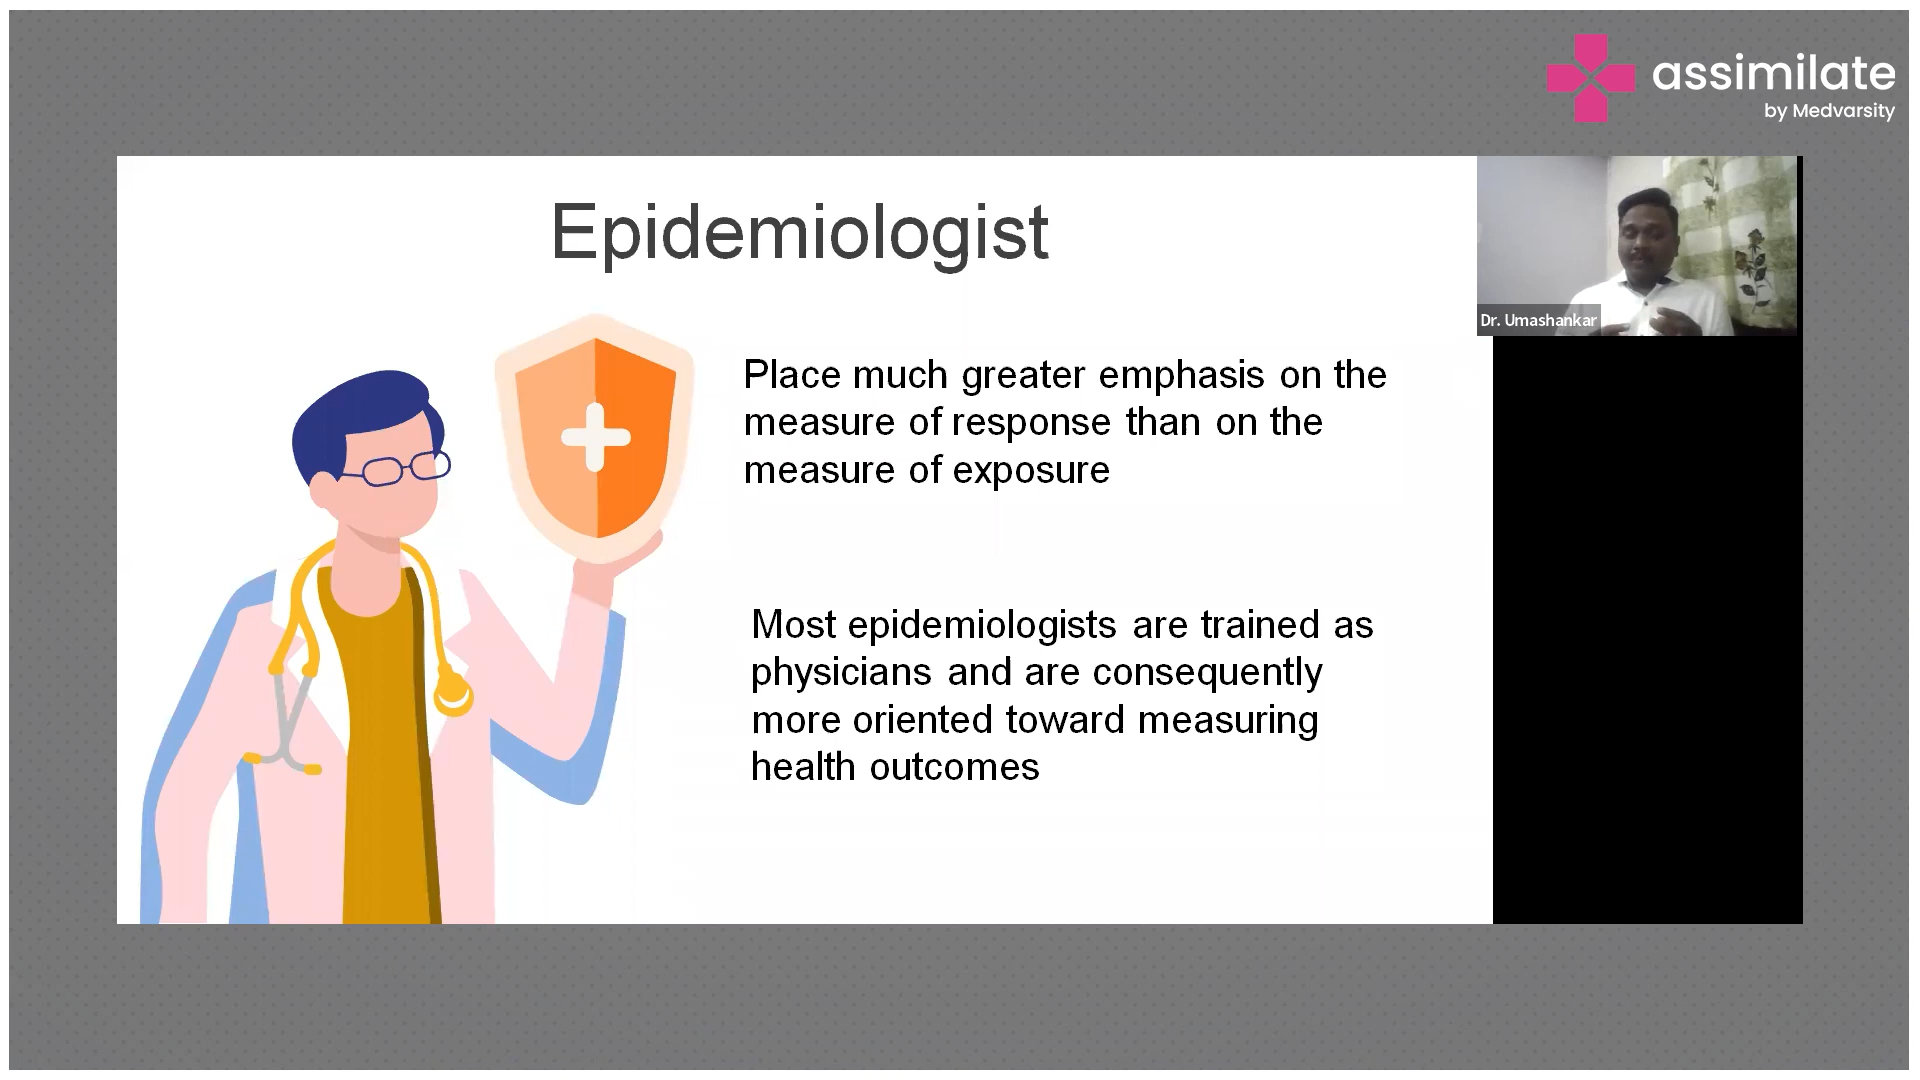 assimilate
by Medvarsity
Epidemiologist
Dr. Umashankar
Place much greater emphasis on the
measure of response than on the
measure of exposure
Most epidemiologists are trained as
physicians and are consequently
more oriented toward measuring
health outcomes